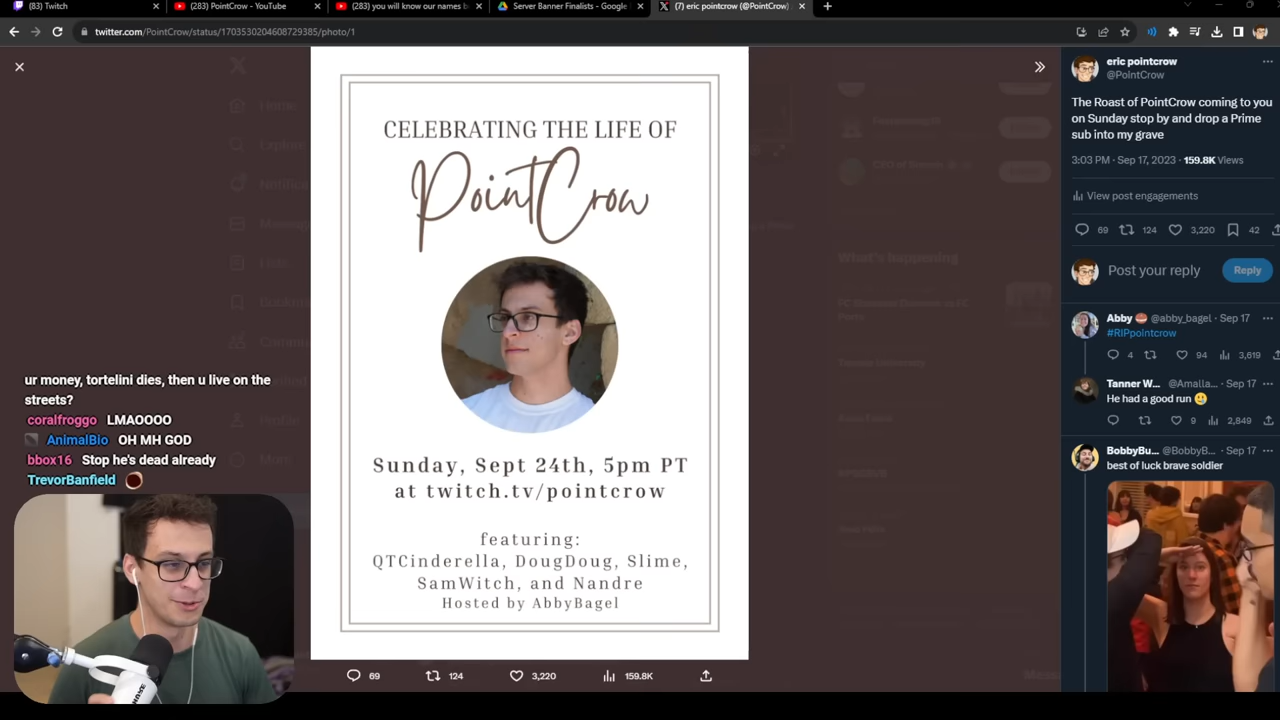 (83) Twitch
(283) PointCrow - YouTube
(283) you will know our names b
Server Banner Finalists - Google
(7) eric pointcrow (@PointCrow)
twitter.com/PointCrow/status/1703530204608729385/photo/1
CELEBRATING THE LIFE OF
PointCrow
Sunday, Sept 24th, 5pm PT
at twitch.tv/pointcrow
featuring:
QTCinderella, DougDoug, Slime,
SamWitch, and Nandre
Hosted by AbbyBagel
69 124 3,220 159.8K
ur money, tortelini dies, then u live on the
streets?
coralfroggo LMAOOOO
AnimalBio OH MH GOD
bbox16 Stop he's dead already
TrevorBanfield
Home
What's happening
eric pointcrow
@PointCrow
The Roast of PointCrow coming to you
on Sunday stop by and drop a Prime
sub into my grave
3:03 PM · Sep 17, 2023 · 159.8K Views
View post engagements
69 124 3,220 42
Post your reply
Reply
Abby @abby_bagel · Sep 17
#RIPpointcrow
4 94 3,619
Tanner W... @Amalla... · Sep 17
He had a good run
9 2,849
BobbyBu... @BobbyB... · Sep 17
best of luck brave soldier